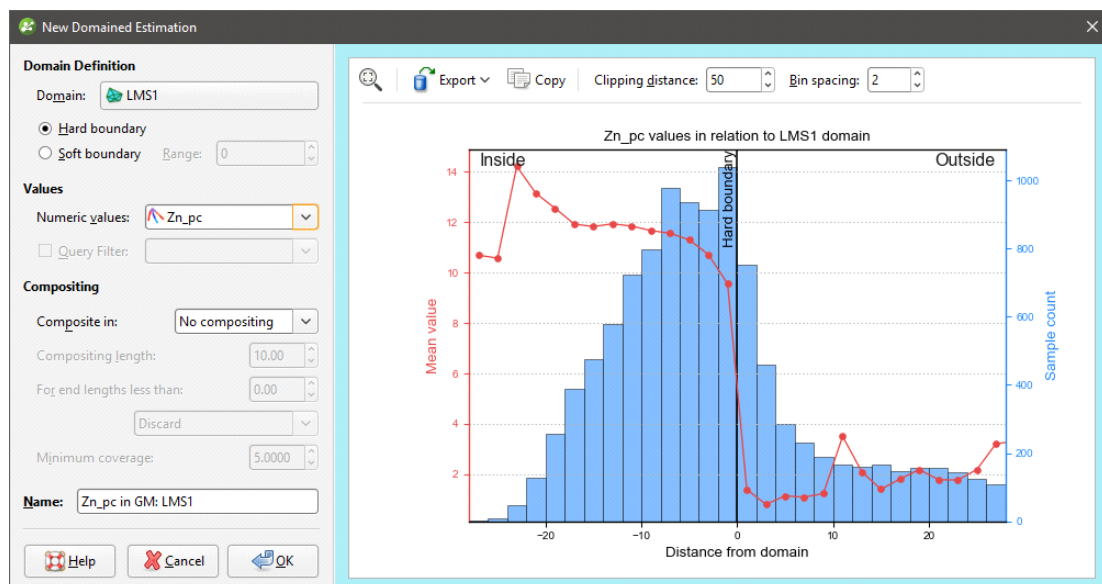 New Domained Estimation
Domain Definition
Domain: LMS1
Hard boundary
Soft boundary Range: 0
Values
Numeric values: Zn_pc
Query Filter:
Compositing
Composite in: No compositing
Compositing length: 10.00
For end lengths less than: 0.00
Discard
Minimum coverage: 5.0000
Name: Zn_pc in GM: LMS1
Help Cancel OK
Export Copy Clipping distance: 50 Bin spacing: 2
Zn_pc values in relation to LMS1 domain
Inside Hard boundary Outside
Mean value
14
12
10
8
6
4
2
Sample count
1000
800
600
400
200
0
−20 −10 0 10 20
Distance from domain